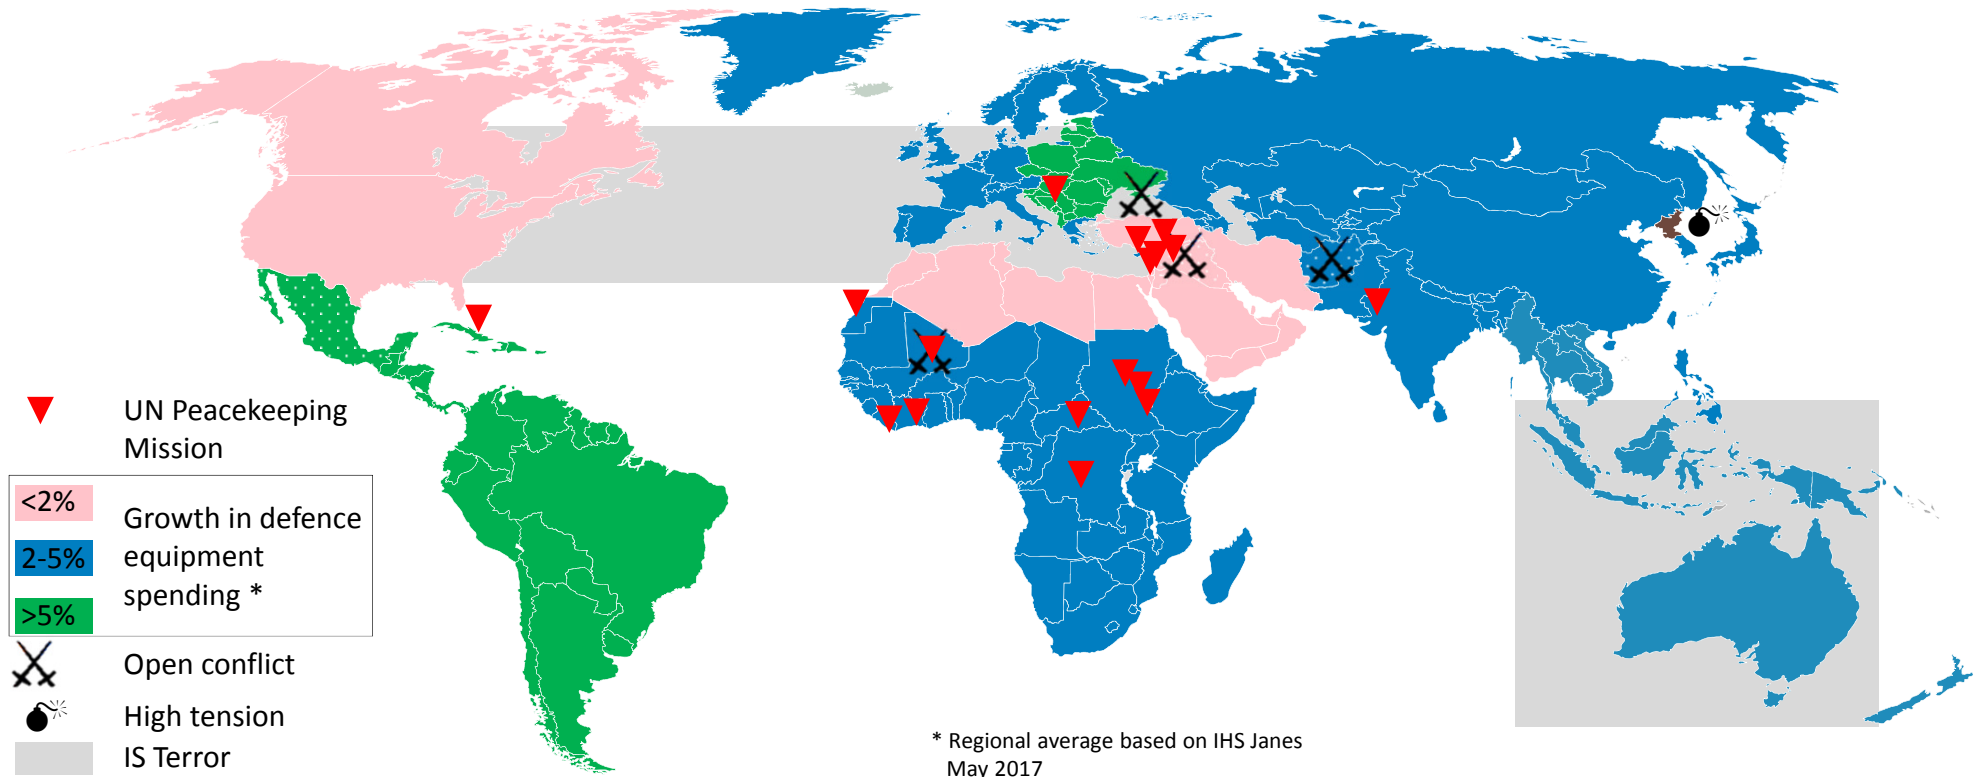 UN Peacekeeping
Mission
<2%
2-5%
>5%
Growth in defence
equipment
spending *
Open conflict
High tension
IS Terror
* Regional average based on IHS Janes
May 2017